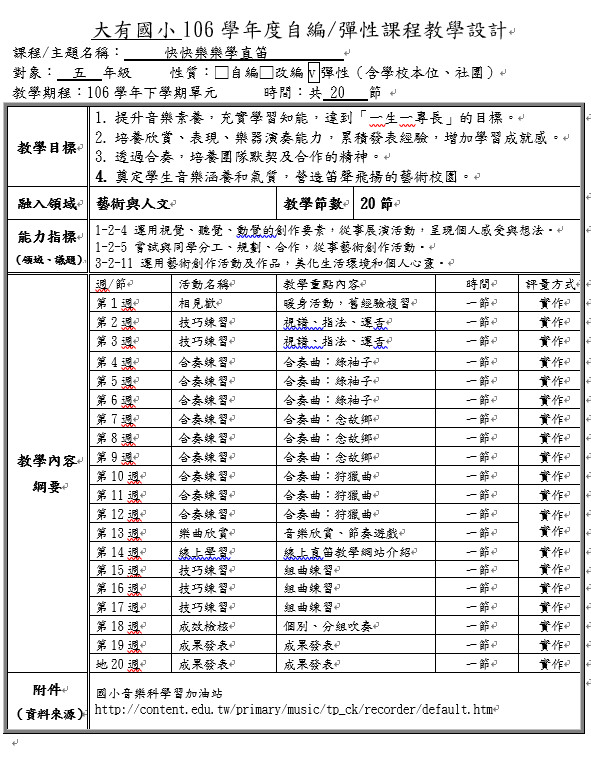 大有國小106學年度自編/彈性課程教學設計
課程/主題名稱： 快快樂樂學直笛
對象： 五 年級 性質：□自編□改編v彈性（含學校本位、社團）
教學期程：106學年下學期單元 時間：共 20 節
教學目標
1. 提升音樂素養，充實學習知能，達到「一生一專長」的目標。
2. 培養欣賞、表現、樂器演奏能力，累積發表經驗，增加學習成就感。
3. 透過合奏，培養團隊默契及合作的精神。
4. 奠定學生音樂涵養和氣質，營造笛聲飛揚的藝術校園。
融入領域 藝術與人文 教學節數 20節
能力指標
（領域、議題）
1-2-4 運用視覺、聽覺、動覺的創作要素，從事展演活動，呈現個人感受與想法。
1-2-5 嘗試與同學分工、規劃、合作，從事藝術創作活動。
3-2-11 運用藝術創作活動及作品，美化生活環境和個人心靈。
教學內容
綱要
週/節 活動名稱 教學重點內容 時間 評量方式
第1週 相見歡 暖身活動，舊經驗複習 一節 實作
第2週 技巧練習 視譜、指法、運舌 一節 實作
第3週 技巧練習 視譜、指法、運舌 一節 實作
第4週 合奏練習 合奏曲：綠袖子 一節 實作
第5週 合奏練習 合奏曲：綠袖子 一節 實作
第6週 合奏練習 合奏曲：綠袖子 一節 實作
第7週 合奏練習 合奏曲：念故鄉 一節 實作
第8週 合奏練習 合奏曲：念故鄉 一節 實作
第9週 合奏練習 合奏曲：念故鄉 一節 實作
第10週 合奏練習 合奏曲：狩獵曲 一節 實作
第11週 合奏練習 合奏曲：狩獵曲 一節 實作
第12週 合奏練習 合奏曲：狩獵曲 一節 實作
第13週 樂曲欣賞 音樂欣賞、節奏遊戲 一節 實作
第14週 線上學習 線上直笛教學網站介紹 一節 實作
第15週 技巧練習 組曲練習 一節 實作
第16週 技巧練習 組曲練習 一節 實作
第17週 技巧練習 組曲練習 一節 實作
第18週 成效檢核 個別、分組吹奏 一節 實作
第19週 成果發表 成果發表 一節 實作
地20週 成果發表 成果發表 一節 實作
附件
（資料來源）
國小音樂科學習加油站
http://content.edu.tw/primary/music/tp_ck/recorder/default.htm